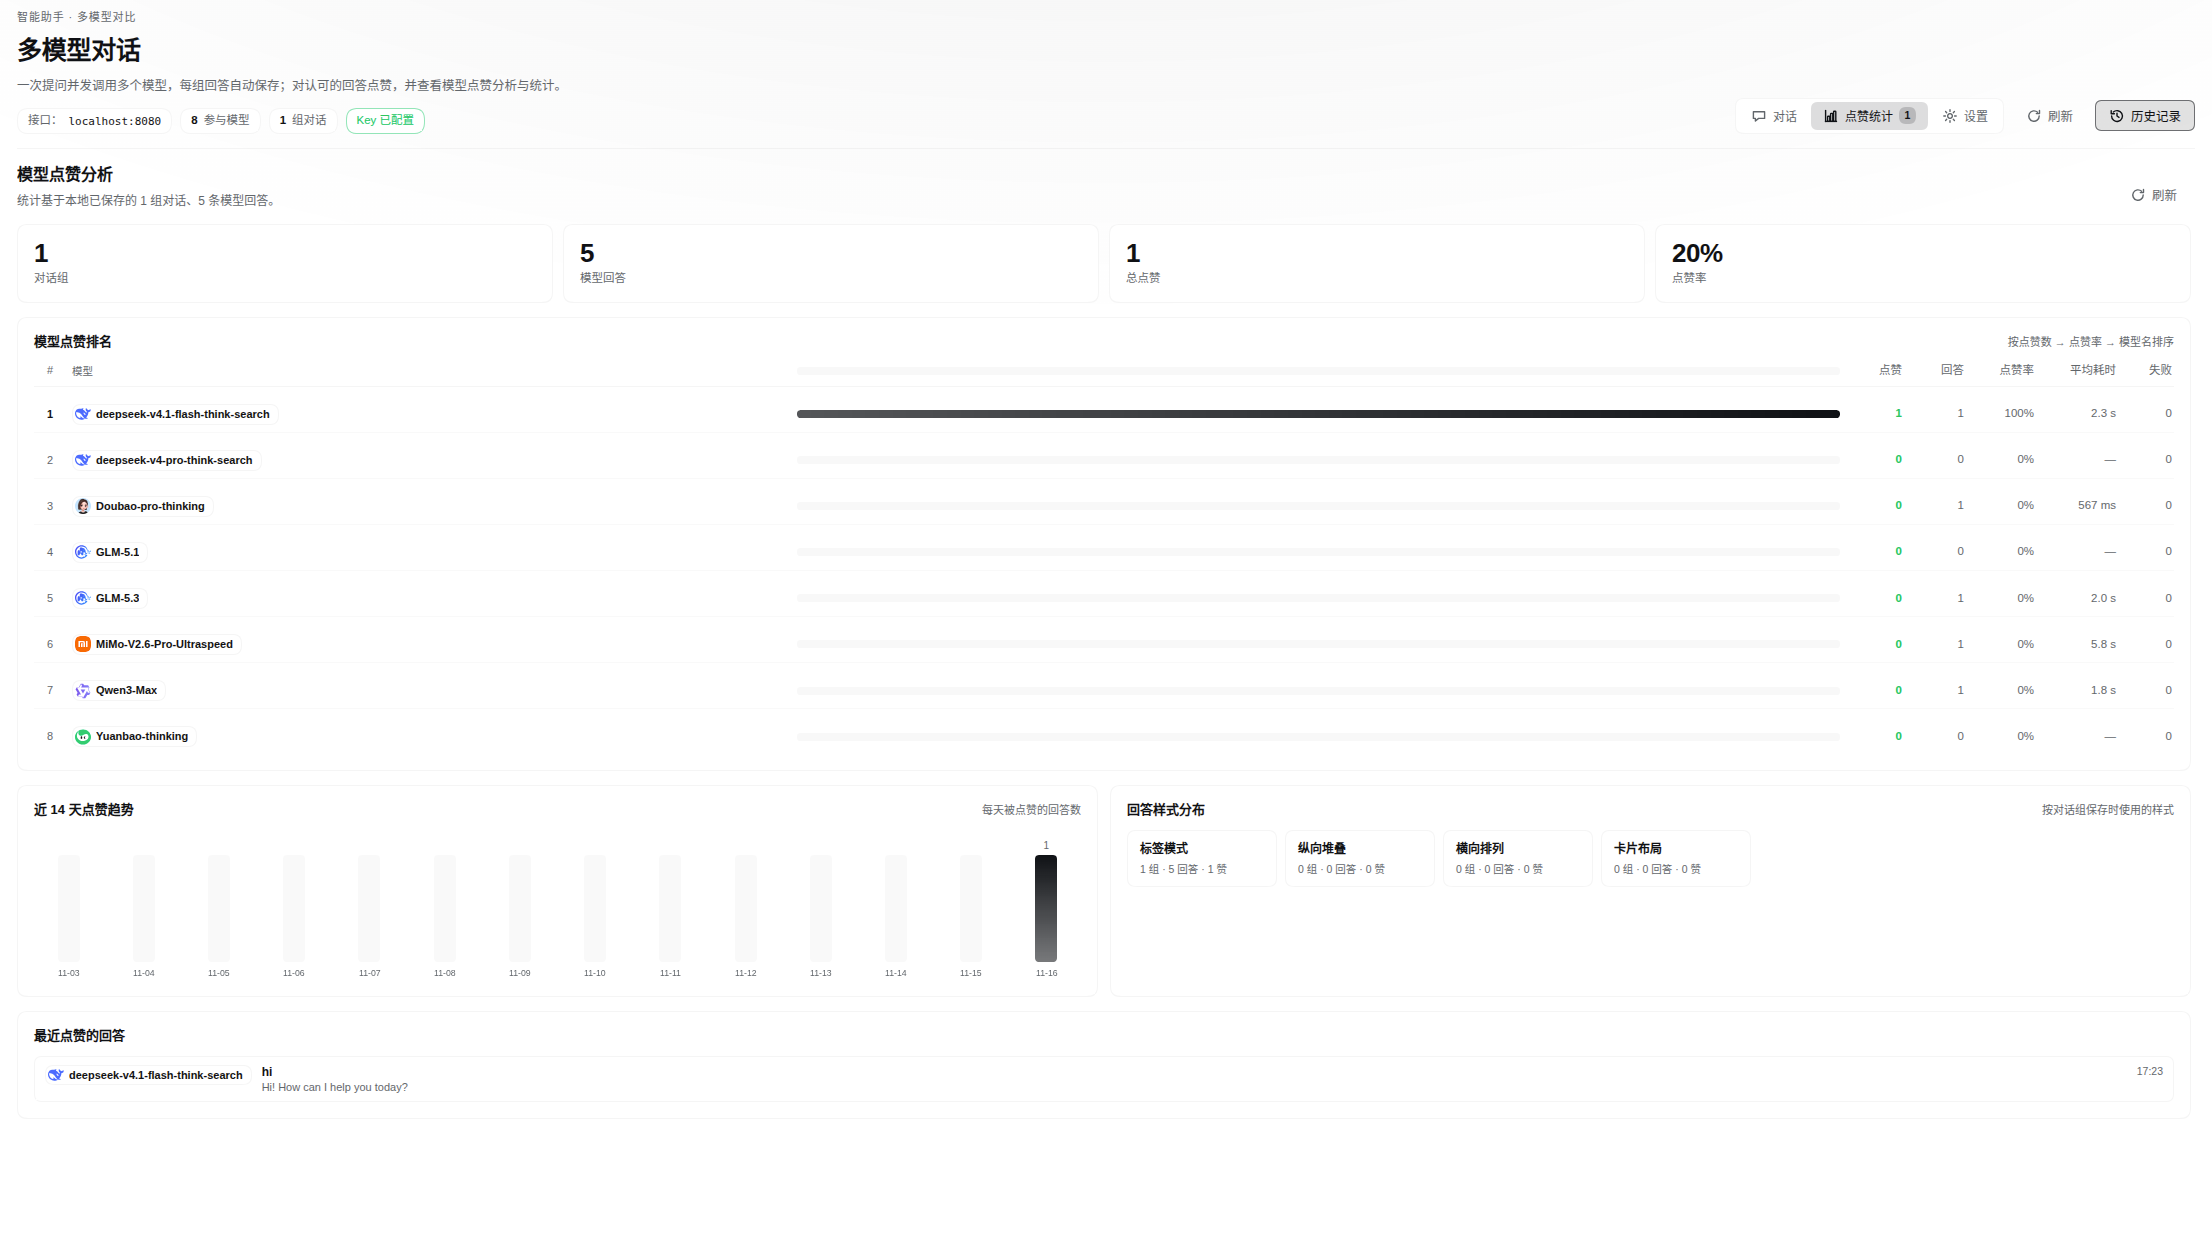 智能助手 · 多模型对比
多模型对话
一次提问并发调用多个模型，每组回答自动保存；对认可的回答点赞，并查看模型点赞分析与统计。
接口： localhost:8080 8 参与模型 1 组对话 Key 已配置
对话 点赞统计 1 设置 刷新 历史记录
模型点赞分析
统计基于本地已保存的 1 组对话、5 条模型回答。
刷新
1 5 1 20%
对话组 模型回答 总点赞 点赞率
模型点赞排名 按点赞数 → 点赞率 → 模型名排序
# 模型 点赞 回答 点赞率 平均耗时 失败
1 deepseek-v4.1-flash-think-search 1 1 100% 2.3 s 0
2 deepseek-v4-pro-think-search 0 0 0% — 0
3 Doubao-pro-thinking 0 1 0% 567 ms 0
4 GLM-5.1 0 0 0% — 0
5 GLM-5.3 0 1 0% 2.0 s 0
6 MiMo-V2.6-Pro-Ultraspeed 0 1 0% 5.8 s 0
7 Qwen3-Max 0 1 0% 1.8 s 0
8 Yuanbao-thinking 0 0 0% — 0
近 14 天点赞趋势 每天被点赞的回答数
1
11-03 11-04 11-05 11-06 11-07 11-08 11-09 11-10 11-11 11-12 11-13 11-14 11-15 11-16
回答样式分布 按对话组保存时使用的样式
标签模式 纵向堆叠 横向排列 卡片布局
1 组 · 5 回答 · 1 赞 0 组 · 0 回答 · 0 赞 0 组 · 0 回答 · 0 赞 0 组 · 0 回答 · 0 赞
最近点赞的回答
deepseek-v4.1-flash-think-search hi 17:23
Hi! How can I help you today?